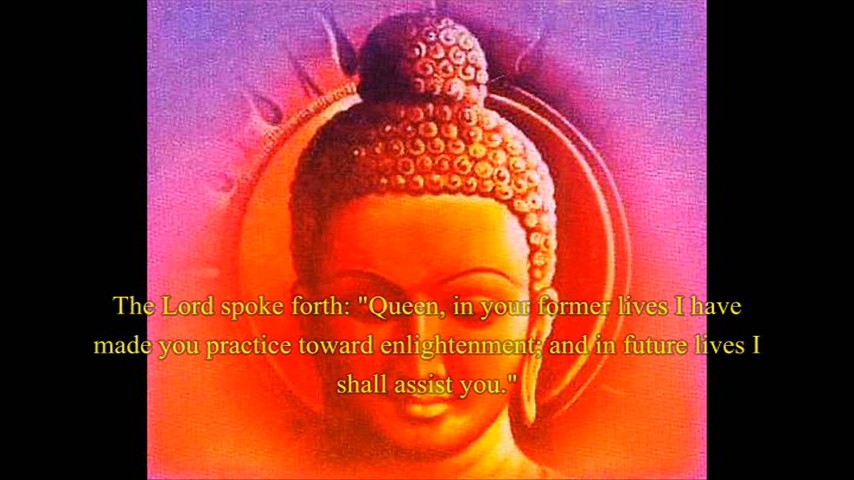 The Lord spoke forth: "Queen, in your former lives I have
made you practice toward enlightenment; and in future lives I
shall assist you."